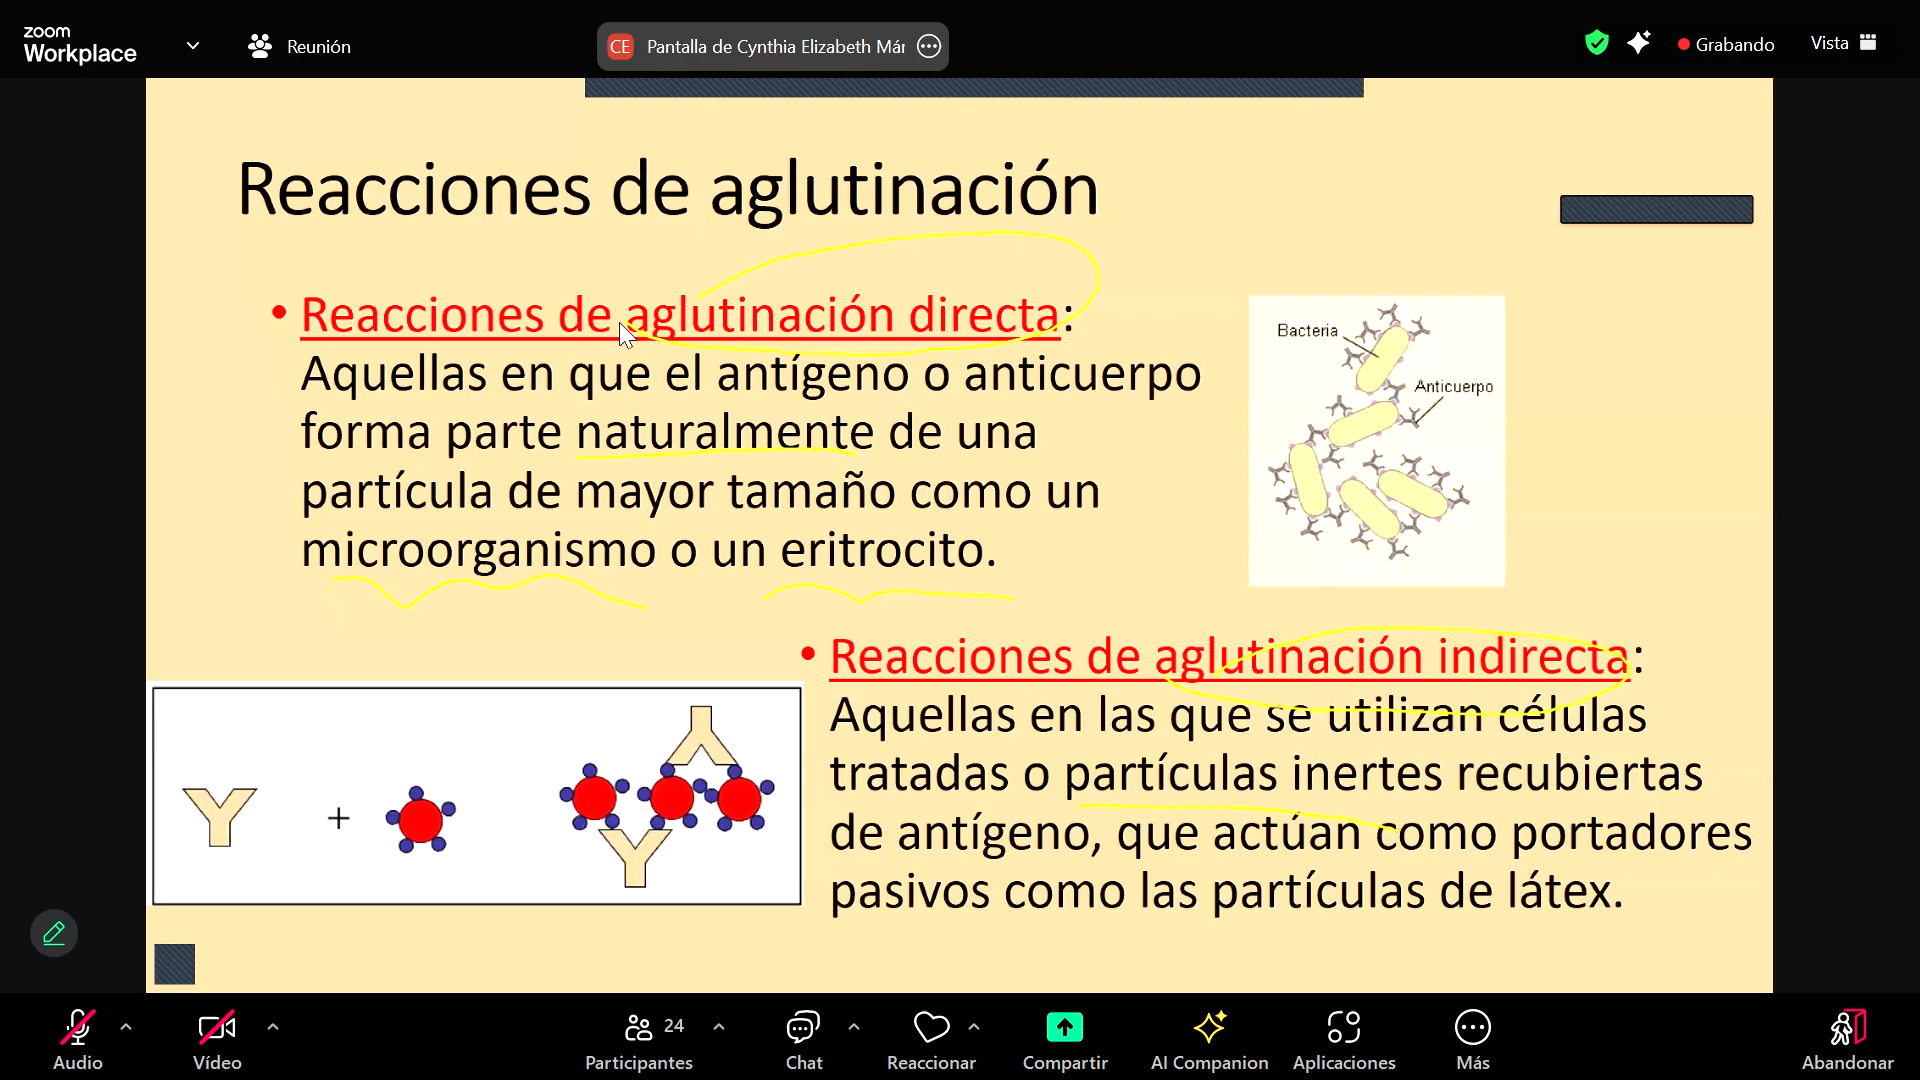 zoom
Workplace
Reunión
CE Pantalla de Cynthia Elizabeth Már
Grabando
Vista
Reacciones de aglutinación
• Reacciones de aglutinación directa:
Aquellas en que el antígeno o anticuerpo
forma parte naturalmente de una
partícula de mayor tamaño como un
microorganismo o un eritrocito.
Bacteria
Anticuerpo
• Reacciones de aglutinación indirecta:
Aquellas en las que se utilizan células
tratadas o partículas inertes recubiertas
de antígeno, que actúan como portadores
pasivos como las partículas de látex.
+
Audio
Vídeo
24
Participantes
Chat
Reaccionar
Compartir
AI Companion
Aplicaciones
Más
Abandonar